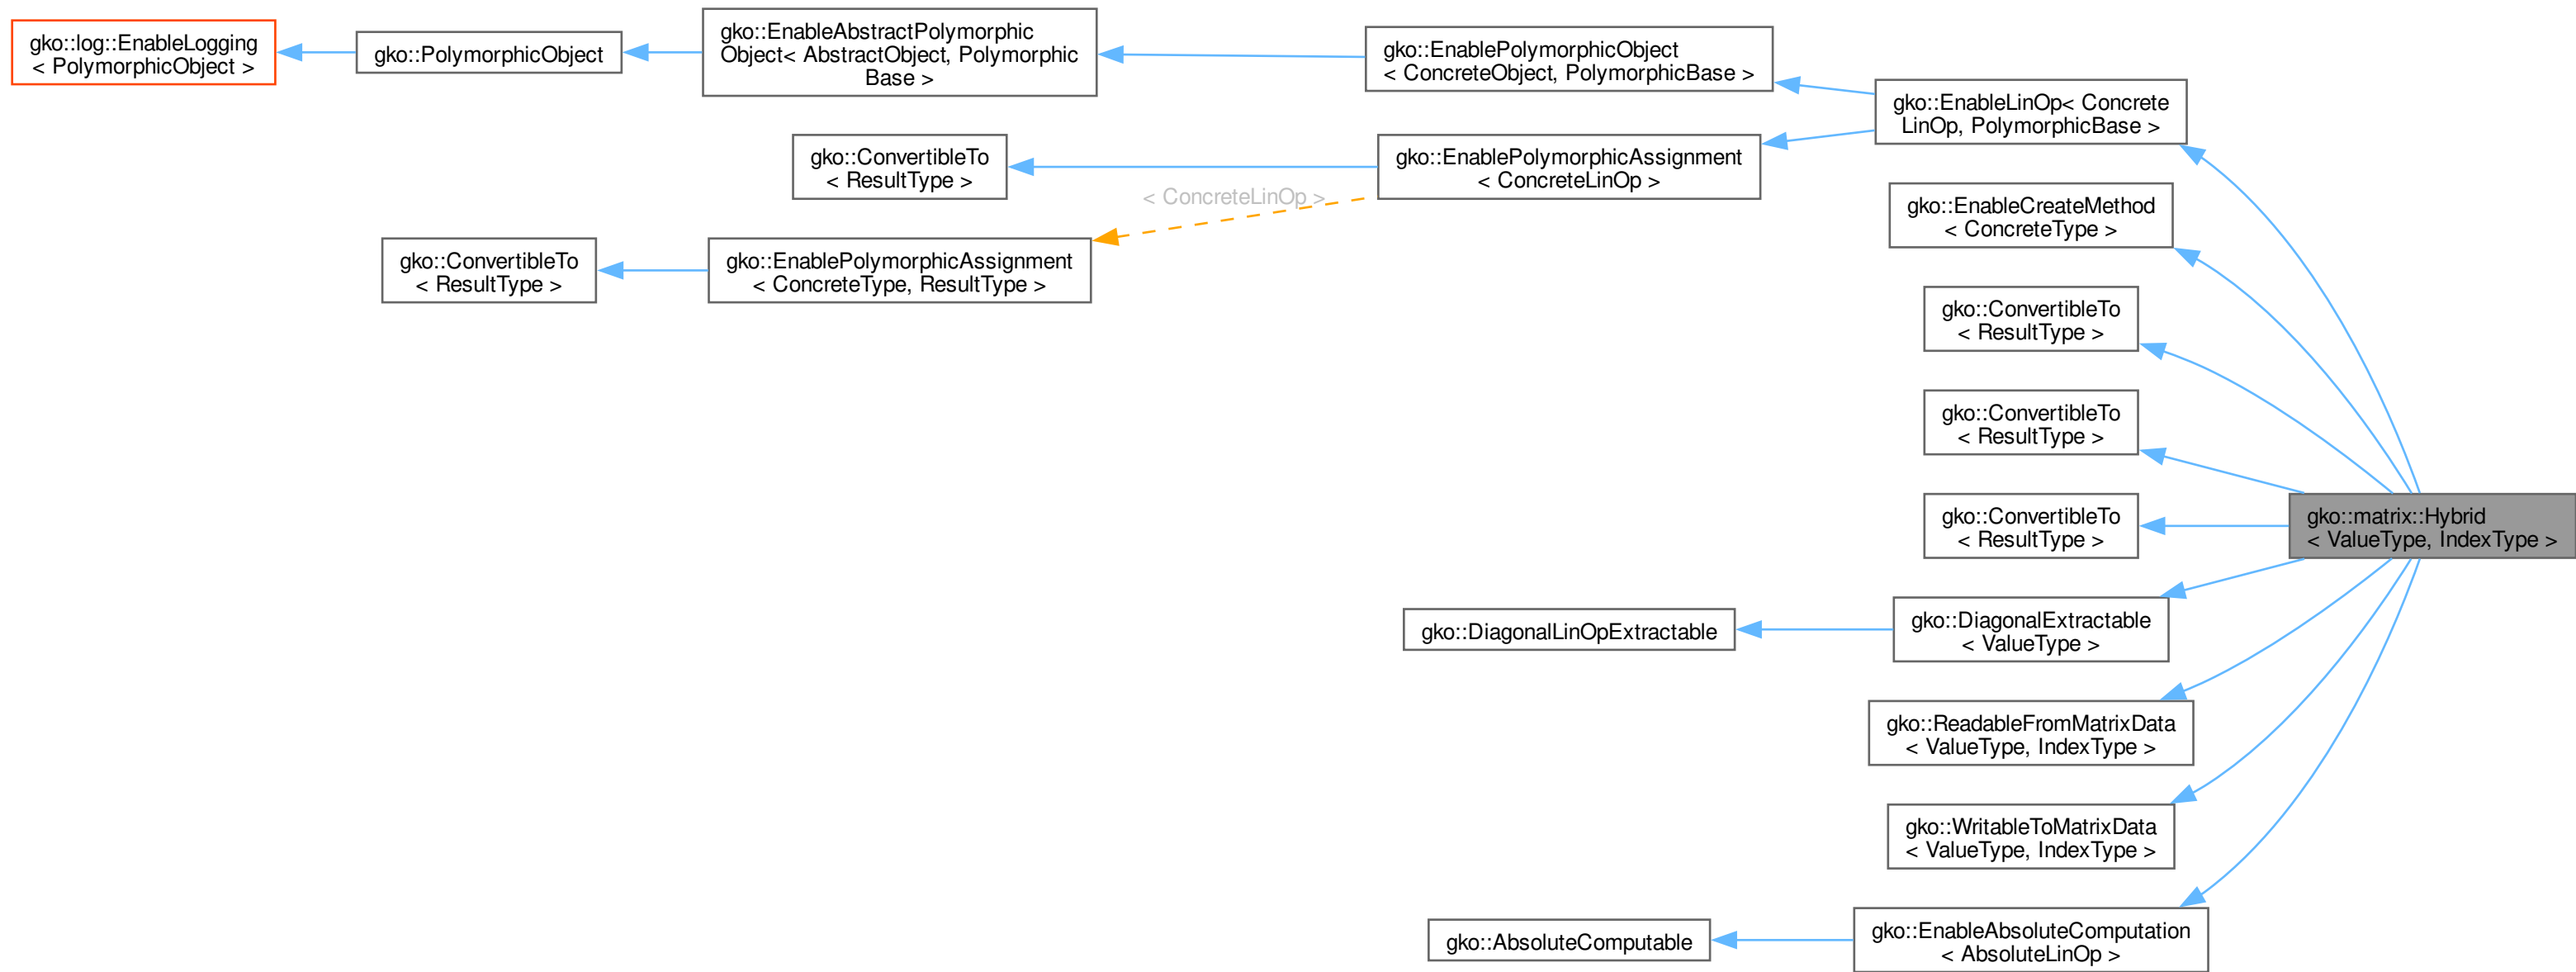 gko::log::EnableLogging
< PolymorphicObject >
gko::PolymorphicObject
gko::EnableAbstractPolymorphic
Object< AbstractObject, Polymorphic
Base >
gko::EnablePolymorphicObject
< ConcreteObject, PolymorphicBase >
gko::EnableLinOp< Concrete
LinOp, PolymorphicBase >
gko::ConvertibleTo
< ResultType >
gko::EnablePolymorphicAssignment
< ConcreteLinOp >
< ConcreteLinOp >
gko::ConvertibleTo
< ResultType >
gko::EnablePolymorphicAssignment
< ConcreteType, ResultType >
gko::EnableCreateMethod
< ConcreteType >
gko::ConvertibleTo
< ResultType >
gko::ConvertibleTo
< ResultType >
gko::ConvertibleTo
< ResultType >
gko::matrix::Hybrid
< ValueType, IndexType >
gko::DiagonalLinOpExtractable
gko::DiagonalExtractable
< ValueType >
gko::ReadableFromMatrixData
< ValueType, IndexType >
gko::WritableToMatrixData
< ValueType, IndexType >
gko::AbsoluteComputable
gko::EnableAbsoluteComputation
< AbsoluteLinOp >